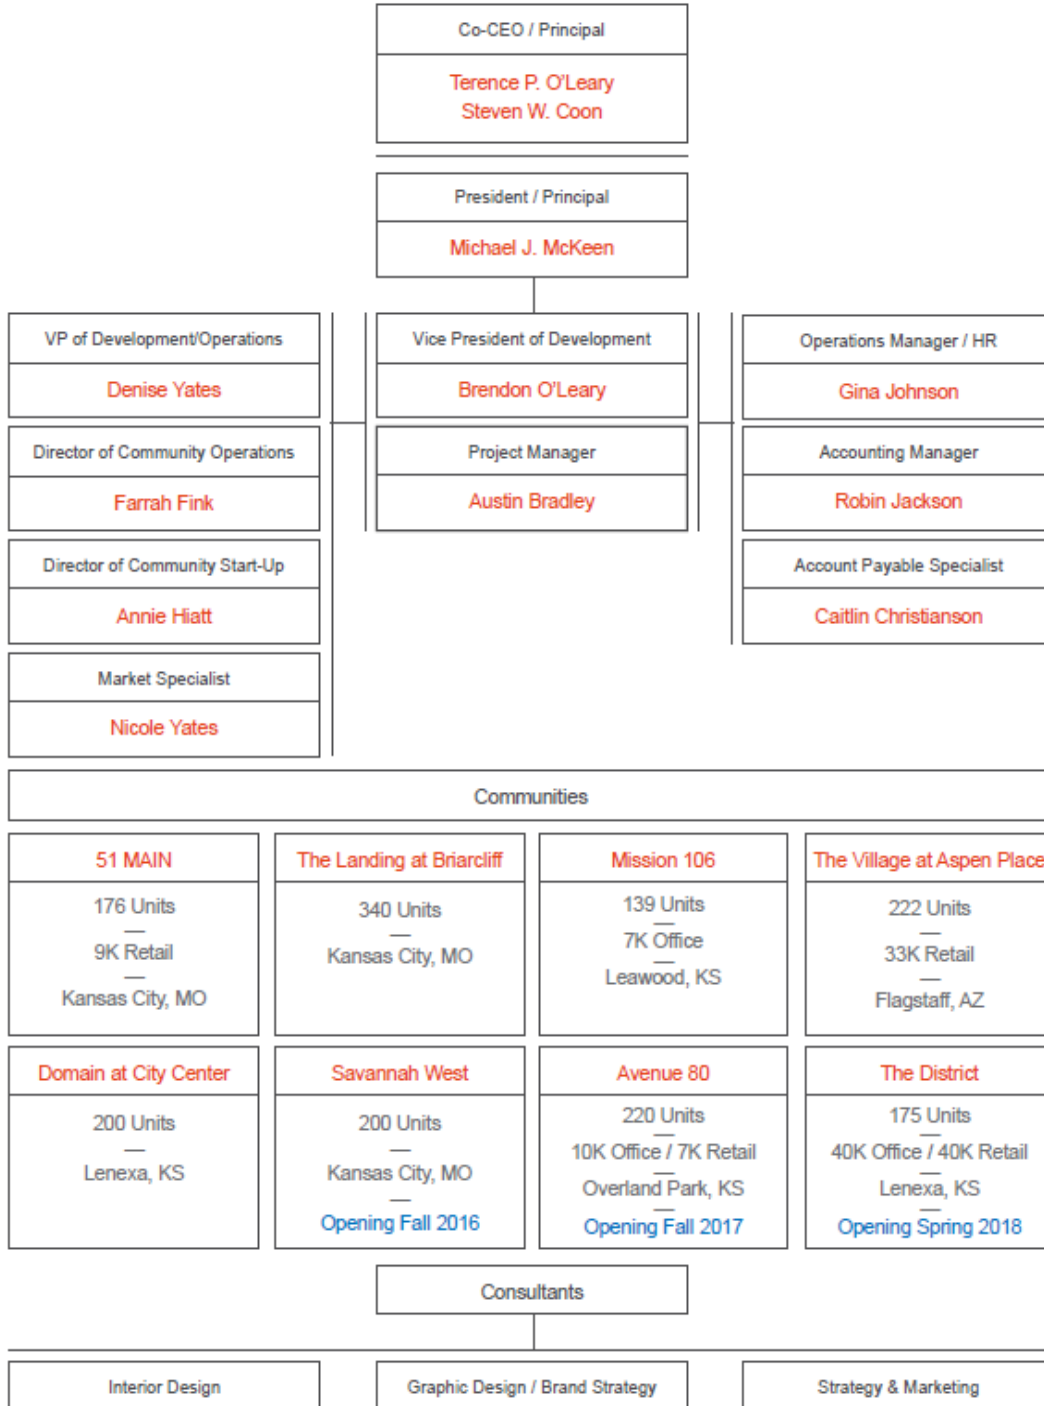 Co-CEO / Principal
Terence P. O'Leary
Steven W. Coon
President / Principal
Michael J. McKeen
VP of Development/Operations
Denise Yates
Director of Community Operations
Farrah Fink
Director of Community Start-Up
Annie Hiatt
Market Specialist
Nicole Yates
Vice President of Development
Brendon O'Leary
Project Manager
Austin Bradley
Operations Manager / HR
Gina Johnson
Accounting Manager
Robin Jackson
Account Payable Specialist
Caitlin Christianson
Communities
51 MAIN
176 Units
—
9K Retail
—
Kansas City, MO
The Landing at Briarcliff
340 Units
—
Kansas City, MO
Mission 106
139 Units
—
7K Office
—
Leawood, KS
The Village at Aspen Place
222 Units
—
33K Retail
—
Flagstaff, AZ
Domain at City Center
200 Units
—
Lenexa, KS
Savannah West
200 Units
—
Kansas City, MO
—
Opening Fall 2016
Avenue 80
220 Units
—
10K Office / 7K Retail
—
Overland Park, KS
—
Opening Fall 2017
The District
175 Units
—
40K Office / 40K Retail
—
Lenexa, KS
—
Opening Spring 2018
Consultants
Interior Design
Graphic Design / Brand Strategy
Strategy & Marketing